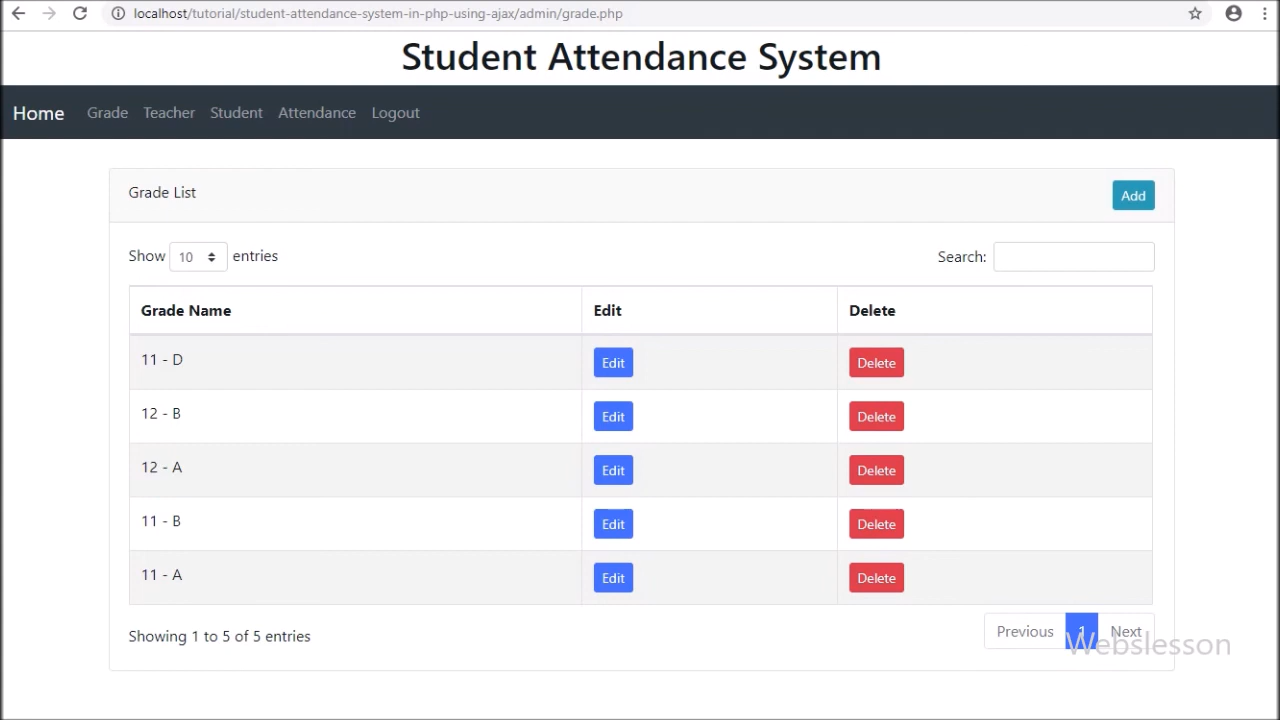 localhost/tutorial/student-attendance-system-in-php-using-ajax/admin/grade.php
Student Attendance System
Home Grade Teacher Student Attendance Logout
Grade List Add
Show 10 entries Search:
Grade Name Edit Delete
11 - D Edit Delete
12 - B Edit Delete
12 - A Edit Delete
11 - B Edit Delete
11 - A Edit Delete
Showing 1 to 5 of 5 entries Previous 1 Next
Webslesson